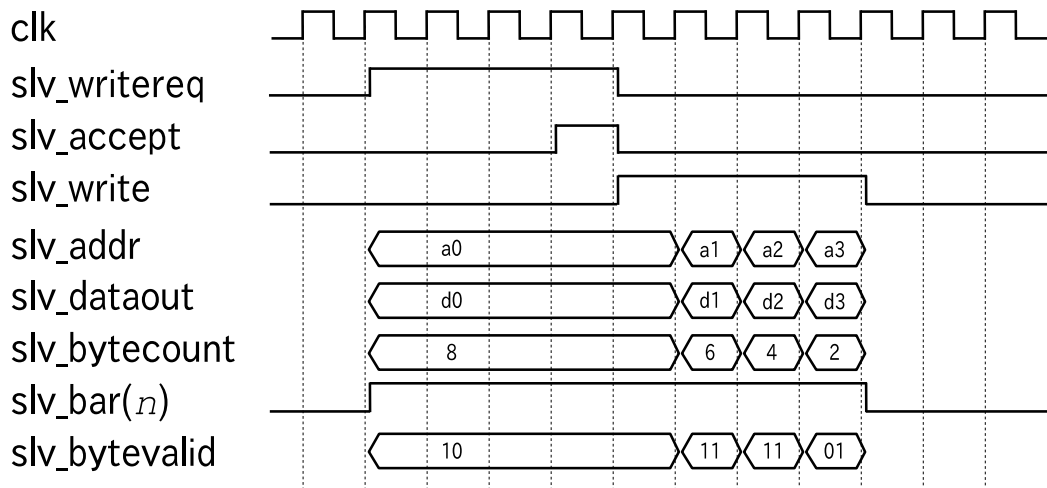 clk
slv_writereq
slv_accept
slv_write
slv_addr a0 a1 a2 a3
slv_dataout d0 d1 d2 d3
slv_bytecount 8 6 4 2
slv_bar(n)
slv_bytevalid 10 11 11 01